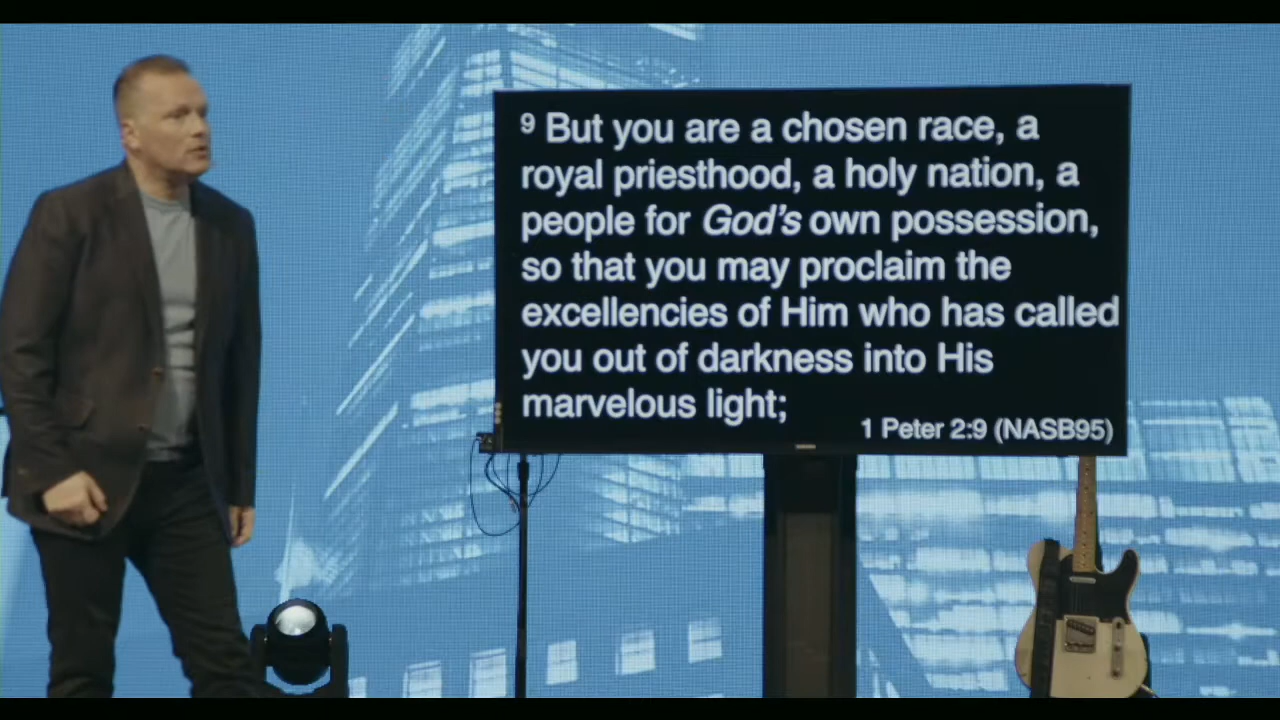 9 But you are a chosen race, a
royal priesthood, a holy nation, a
people for God's own possession,
so that you may proclaim the
excellencies of Him who has called
you out of darkness into His
marvelous light;
1 Peter 2:9 (NASB95)